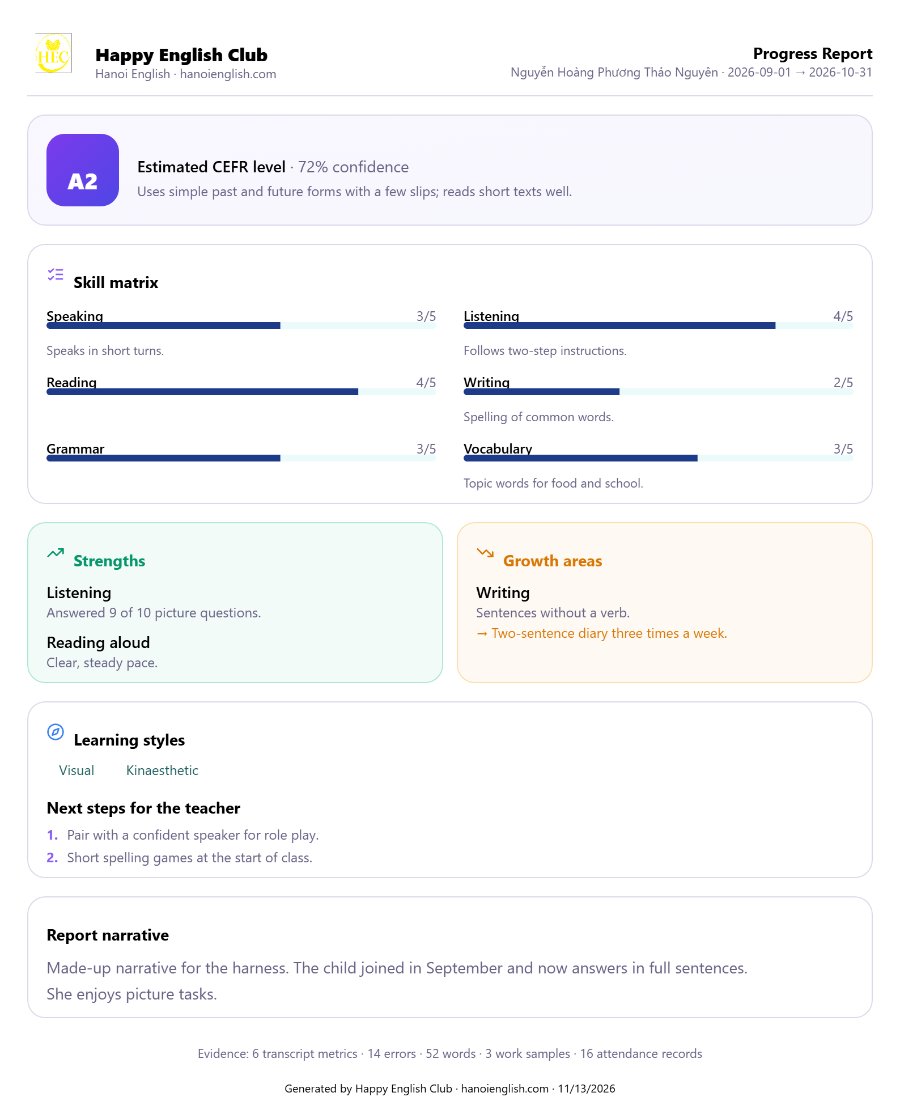 HEC
Happy English Club
Hanoi English · hanoienglish.com
Progress Report
Nguyễn Hoàng Phương Thảo Nguyên · 2026-09-01 → 2026-10-31
A2
Estimated CEFR level · 72% confidence
Uses simple past and future forms with a few slips; reads short texts well.
Skill matrix
Speaking 3/5
Speaks in short turns.
Listening 4/5
Follows two-step instructions.
Reading 4/5
Writing 2/5
Spelling of common words.
Grammar 3/5
Vocabulary 3/5
Topic words for food and school.
Strengths
Listening
Answered 9 of 10 picture questions.
Reading aloud
Clear, steady pace.
Growth areas
Writing
Sentences without a verb.
→ Two-sentence diary three times a week.
Learning styles
Visual Kinaesthetic
Next steps for the teacher
1. Pair with a confident speaker for role play.
2. Short spelling games at the start of class.
Report narrative
Made-up narrative for the harness. The child joined in September and now answers in full sentences.
She enjoys picture tasks.
Evidence: 6 transcript metrics · 14 errors · 52 words · 3 work samples · 16 attendance records
Generated by Happy English Club · hanoienglish.com · 11/13/2026